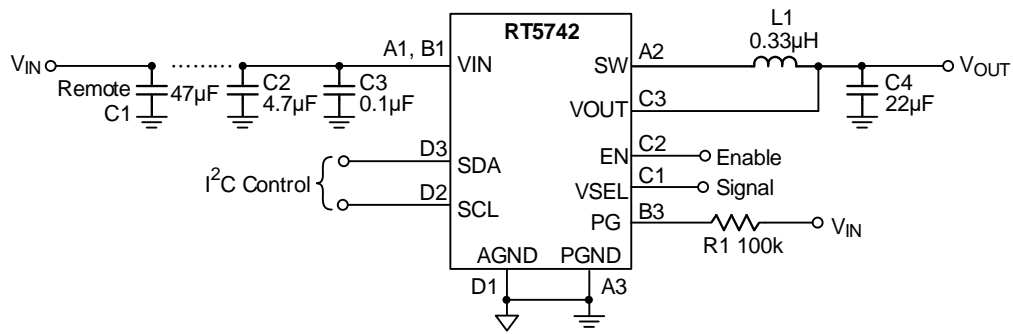 RT5742
L1
0.33µH
VIN
A1, B1
VIN
SW
A2
VOUT
Remote
C1
47µF
C2
4.7µF
C3
0.1µF
VOUT
C3
C4
22µF
EN
C2
Enable
I²C Control
D3
SDA
VSEL
C1
Signal
D2
SCL
PG
B3
VIN
R1 100k
AGND
PGND
D1
A3